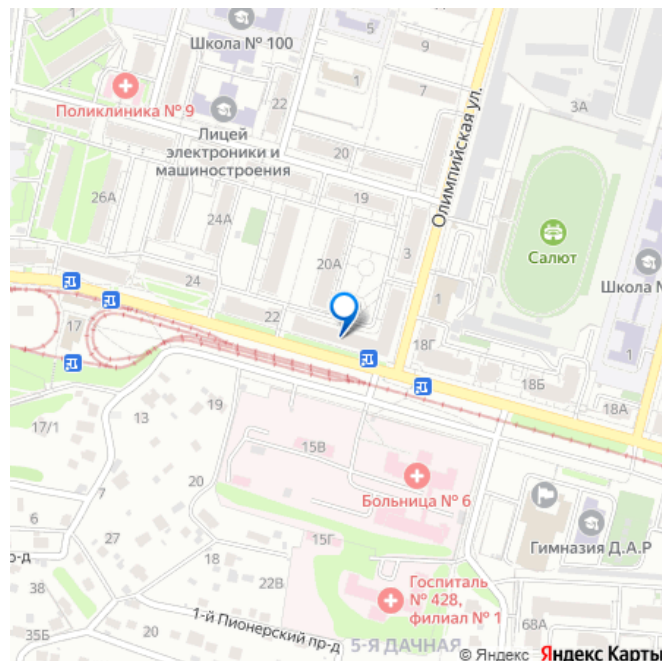 5
Школа № 100
9
1
7
Поликлиника № 9
22
3А
Лицей
электроники и
машиностроения
20
Олимпийская ул.
26А
19
24А
3
20А
Салют
24
Школа №
1
22
17
18Г
1
18Б
18А
19
17/1
13
15В
Больница № 6
20
7
6
27
15Г
Гимназия Д.А.Р
р-д
18
38
22В
Госпиталь
№ 428,
филиал № 1
1-й Пионерский пр-д
35Б
20
5-Я ДАЧНАЯ
68А
© Яндекс Яндекс Карты